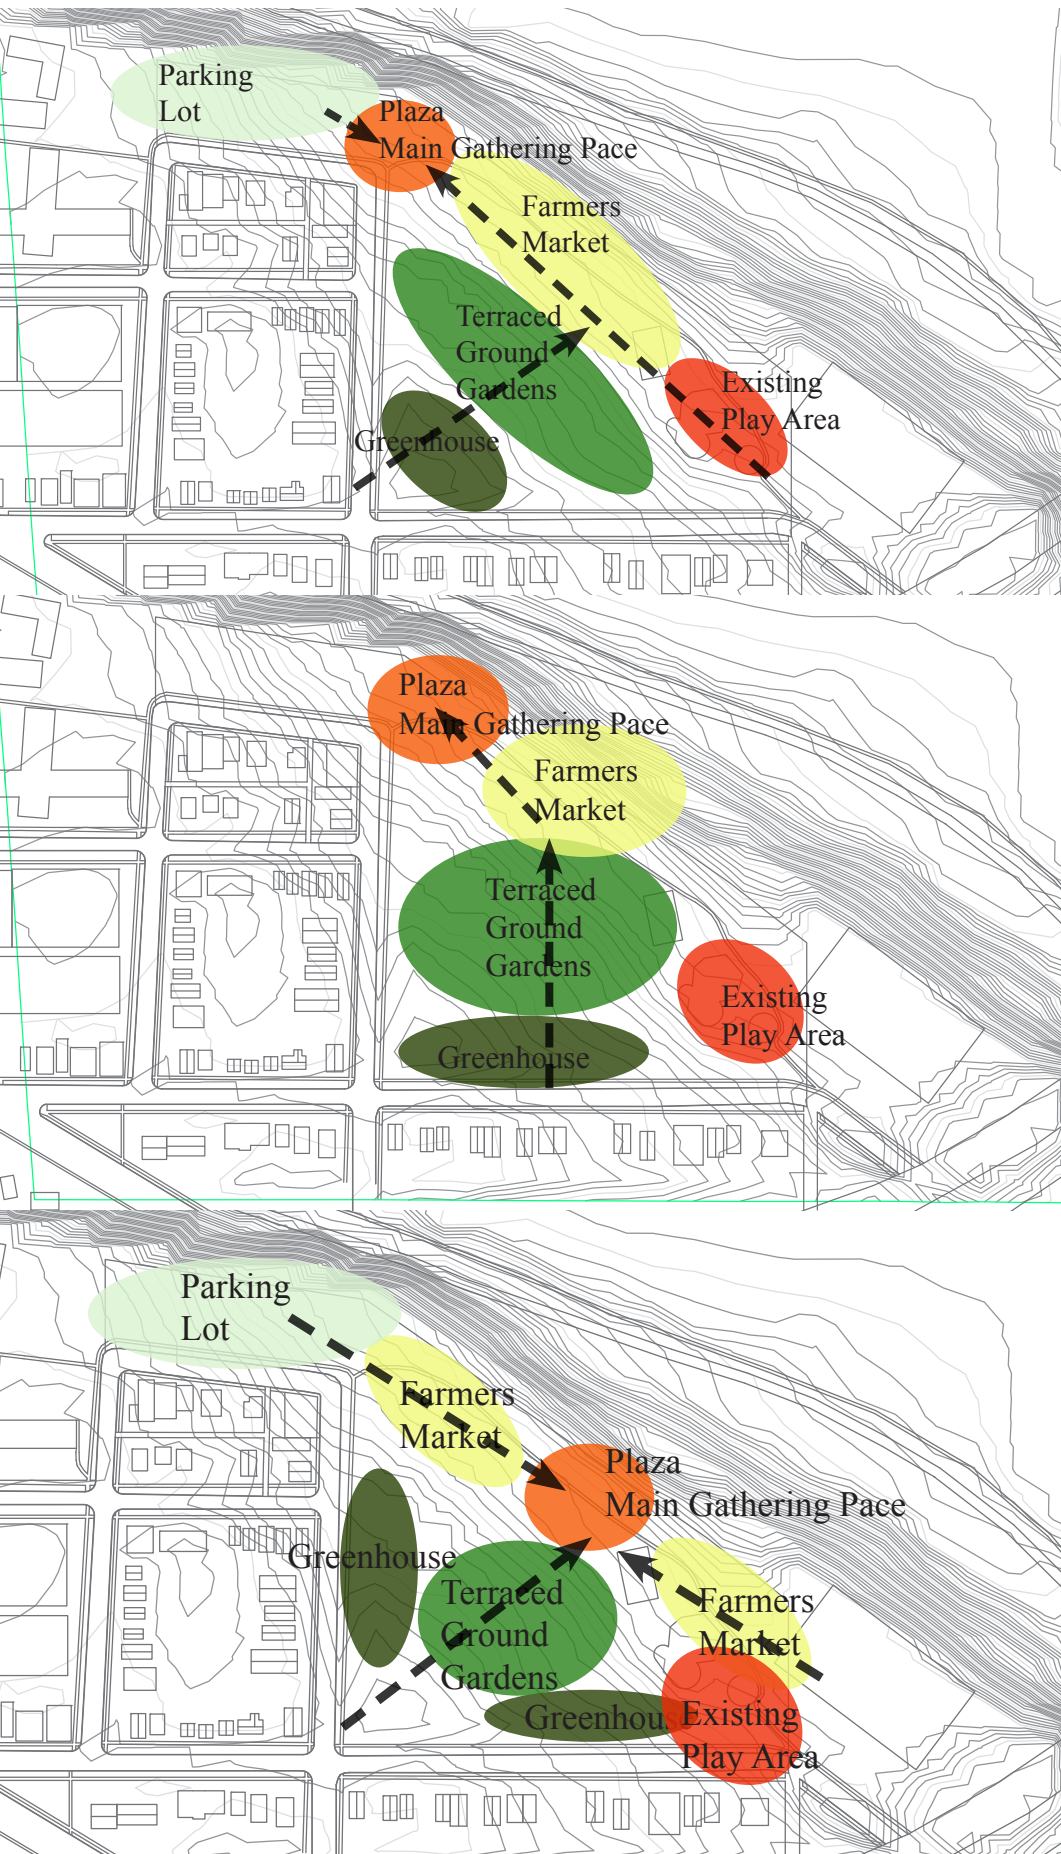 Parking
Lot
Plaza
Main Gathering Pace
Farmers
Market
Terraced
Ground
Gardens
Existing
Play Area
Greenhouse
Plaza
Main Gathering Pace
Farmers
Market
Terraced
Ground
Gardens
Existing
Play Area
Greenhouse
Parking
Lot
Farmers
Market
Plaza
Main Gathering Pace
Greenhouse
Terraced
Ground
Gardens
Farmers
Market
Greenhouse
Existing
Play Area